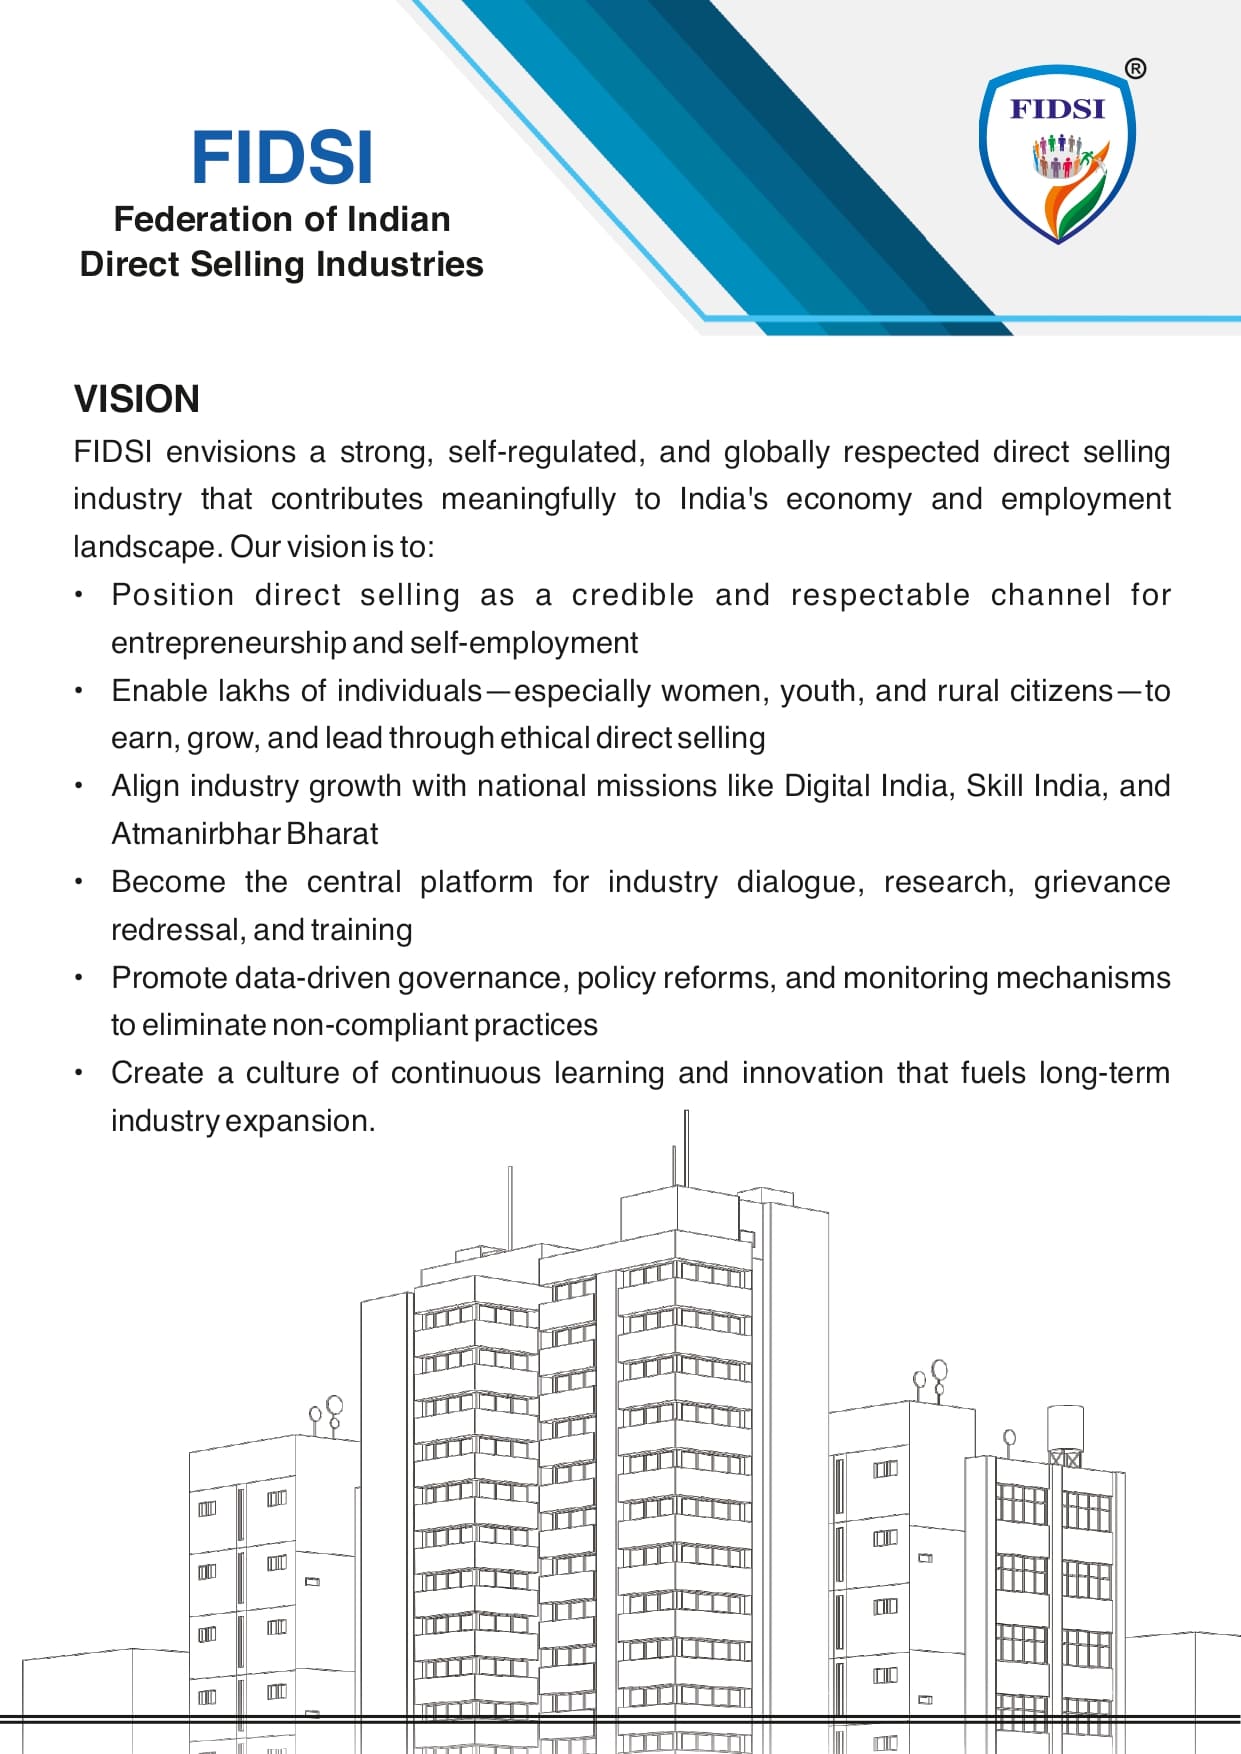 FIDSI
Federation of Indian
Direct Selling Industries
®
FIDSI
VISION
FIDSI envisions a strong, self-regulated, and globally respected direct selling
industry that contributes meaningfully to India's economy and employment
landscape. Our vision is to:
• Position direct selling as a credible and respectable channel for
entrepreneurship and self-employment
• Enable lakhs of individuals—especially women, youth, and rural citizens—to
earn, grow, and lead through ethical direct selling
• Align industry growth with national missions like Digital India, Skill India, and
Atmanirbhar Bharat
• Become the central platform for industry dialogue, research, grievance
redressal, and training
• Promote data-driven governance, policy reforms, and monitoring mechanisms
to eliminate non-compliant practices
• Create a culture of continuous learning and innovation that fuels long-term
industry expansion.